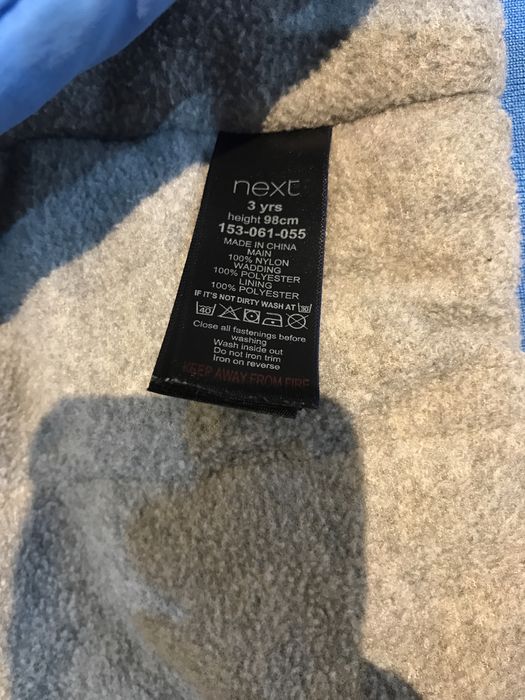 next
3 yrs
height 98cm
153-061-055
MADE IN CHINA
MAIN
100% NYLON
WADDING
100% POLYESTER
LINING
100% POLYESTER
IF IT'S NOT DIRTY WASH AT 30
40
Close all fastenings before
washing
Wash inside out
Do not iron trim
Iron on reverse
KEEP AWAY FROM FIRE